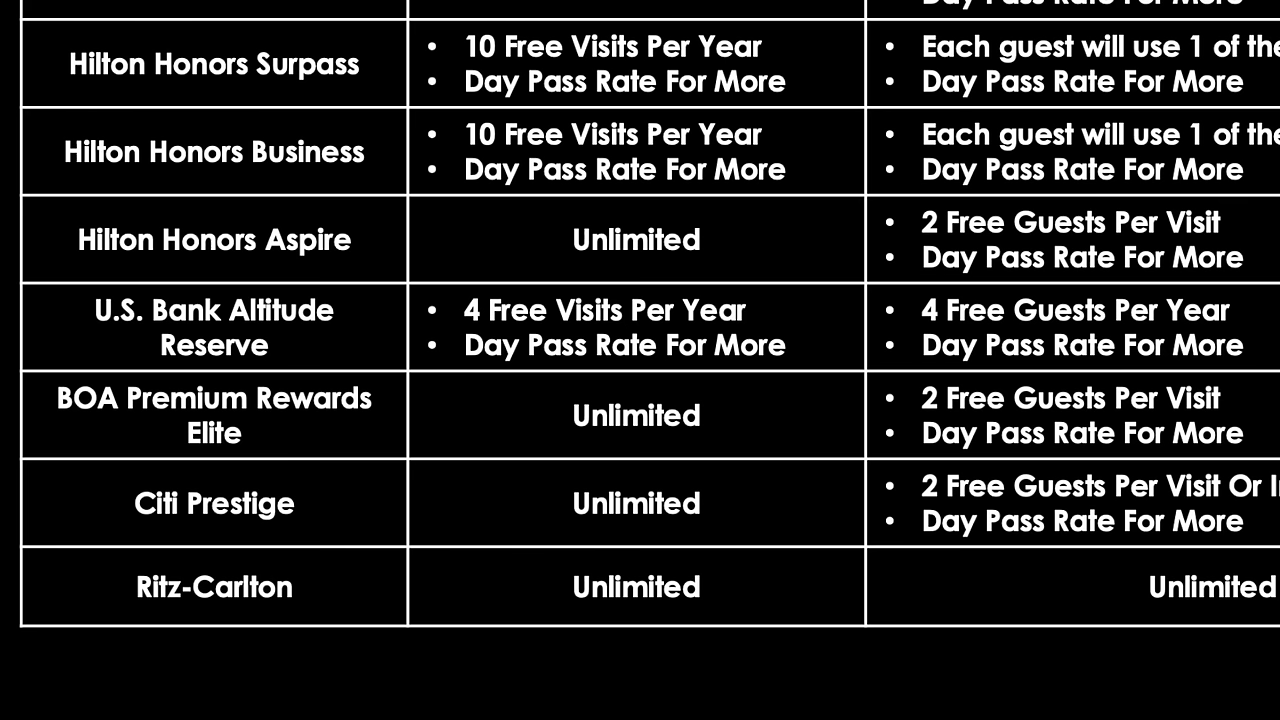 Day Pass Rate For More
Hilton Honors Surpass
• 10 Free Visits Per Year
• Day Pass Rate For More
• Each guest will use 1 of the
• Day Pass Rate For More
Hilton Honors Business
• 10 Free Visits Per Year
• Day Pass Rate For More
• Each guest will use 1 of the
• Day Pass Rate For More
Hilton Honors Aspire
Unlimited
• 2 Free Guests Per Visit
• Day Pass Rate For More
U.S. Bank Altitude
Reserve
• 4 Free Visits Per Year
• Day Pass Rate For More
• 4 Free Guests Per Year
• Day Pass Rate For More
BOA Premium Rewards
Elite
Unlimited
• 2 Free Guests Per Visit
• Day Pass Rate For More
Citi Prestige
Unlimited
• 2 Free Guests Per Visit Or
• Day Pass Rate For More
Ritz-Carlton
Unlimited
Unlimited